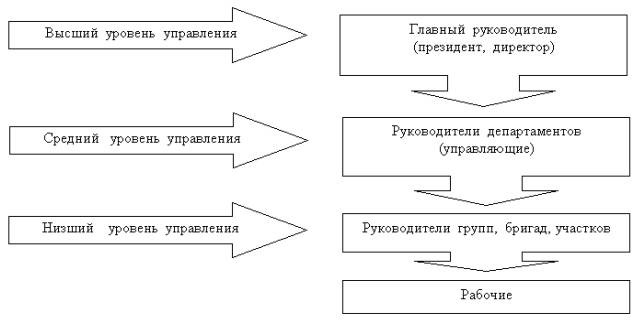 Высший уровень управления
Главный руководитель
(президент, директор)
Средний уровень управления
Руководители департаментов
(управляющие)
Низший уровень управления
Руководители групп, бригад, участков
Рабочие